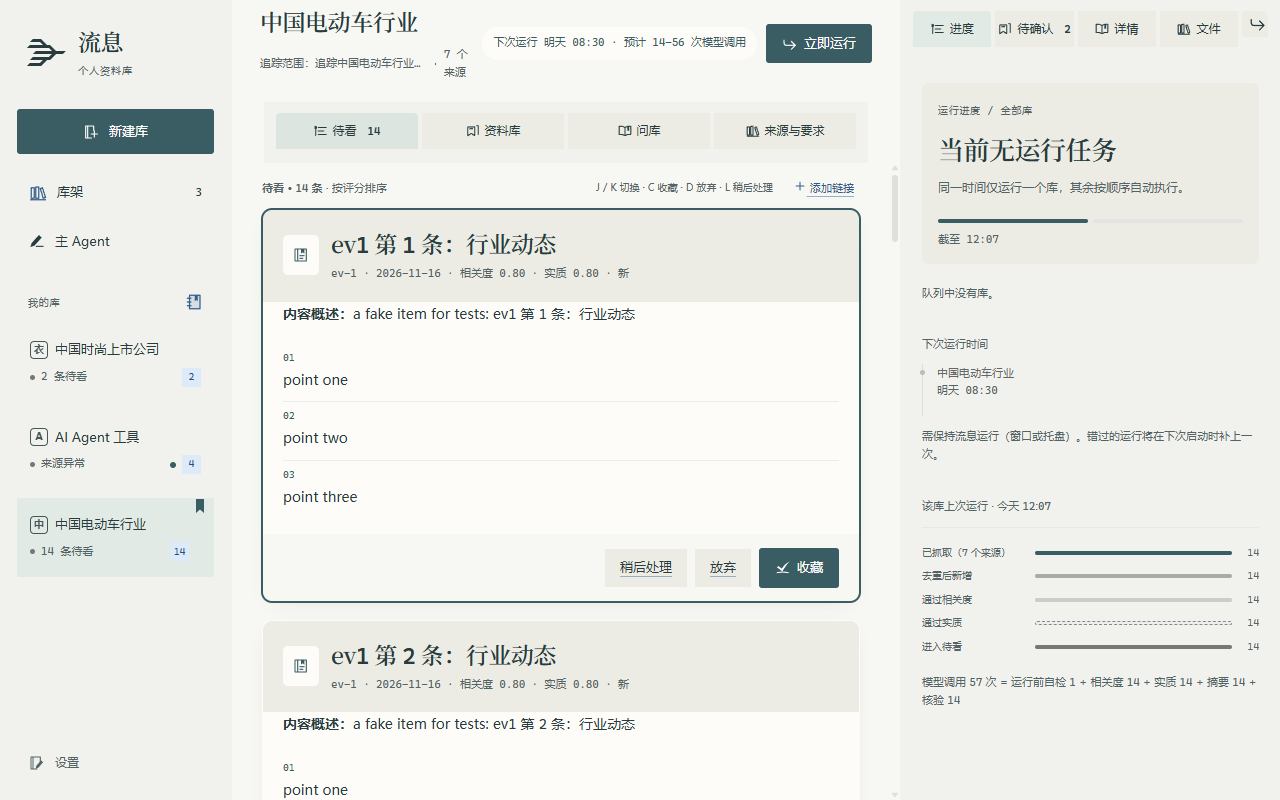 流息
个人资料库
新建库
库架 3
主 Agent
我的库
衣 中国时尚上市公司
2 条待看 2
A AI Agent 工具
来源异常 4
中 中国电动车行业
14 条待看 14
设置
中国电动车行业
追踪范围：追踪中国电动车行业… · 7 个来源
下次运行 明天 08:30 · 预计 14–56 次模型调用
立即运行
待看 14
资料库
问库
来源与要求
待看 • 14 条 · 按评分排序
J / K 切换 · C 收藏 · D 放弃 · L 稍后处理
添加链接
ev1 第 1 条：行业动态
ev-1 · 2026-11-16 · 相关度 0.80 · 实质 0.80 · 新
内容概述：a fake item for tests: ev1 第 1 条：行业动态
01
point one
02
point two
03
point three
稍后处理
放弃
收藏
ev1 第 2 条：行业动态
ev-1 · 2026-11-16 · 相关度 0.80 · 实质 0.80 · 新
内容概述：a fake item for tests: ev1 第 2 条：行业动态
01
point one
进度
待确认 2
详情
文件
运行进度 / 全部库
当前无运行任务
同一时间仅运行一个库，其余按顺序自动执行。
截至 12:07
队列中没有库。
下次运行时间
中国电动车行业
明天 08:30
需保持流息运行（窗口或托盘）。错过的运行将在下次启动时补上一
次。
该库上次运行 · 今天 12:07
已抓取（7 个来源） 14
去重后新增 14
通过相关度 14
通过实质 14
进入待看 14
模型调用 57 次 = 运行前自检 1 + 相关度 14 + 实质 14 + 摘要 14 +
核验 14